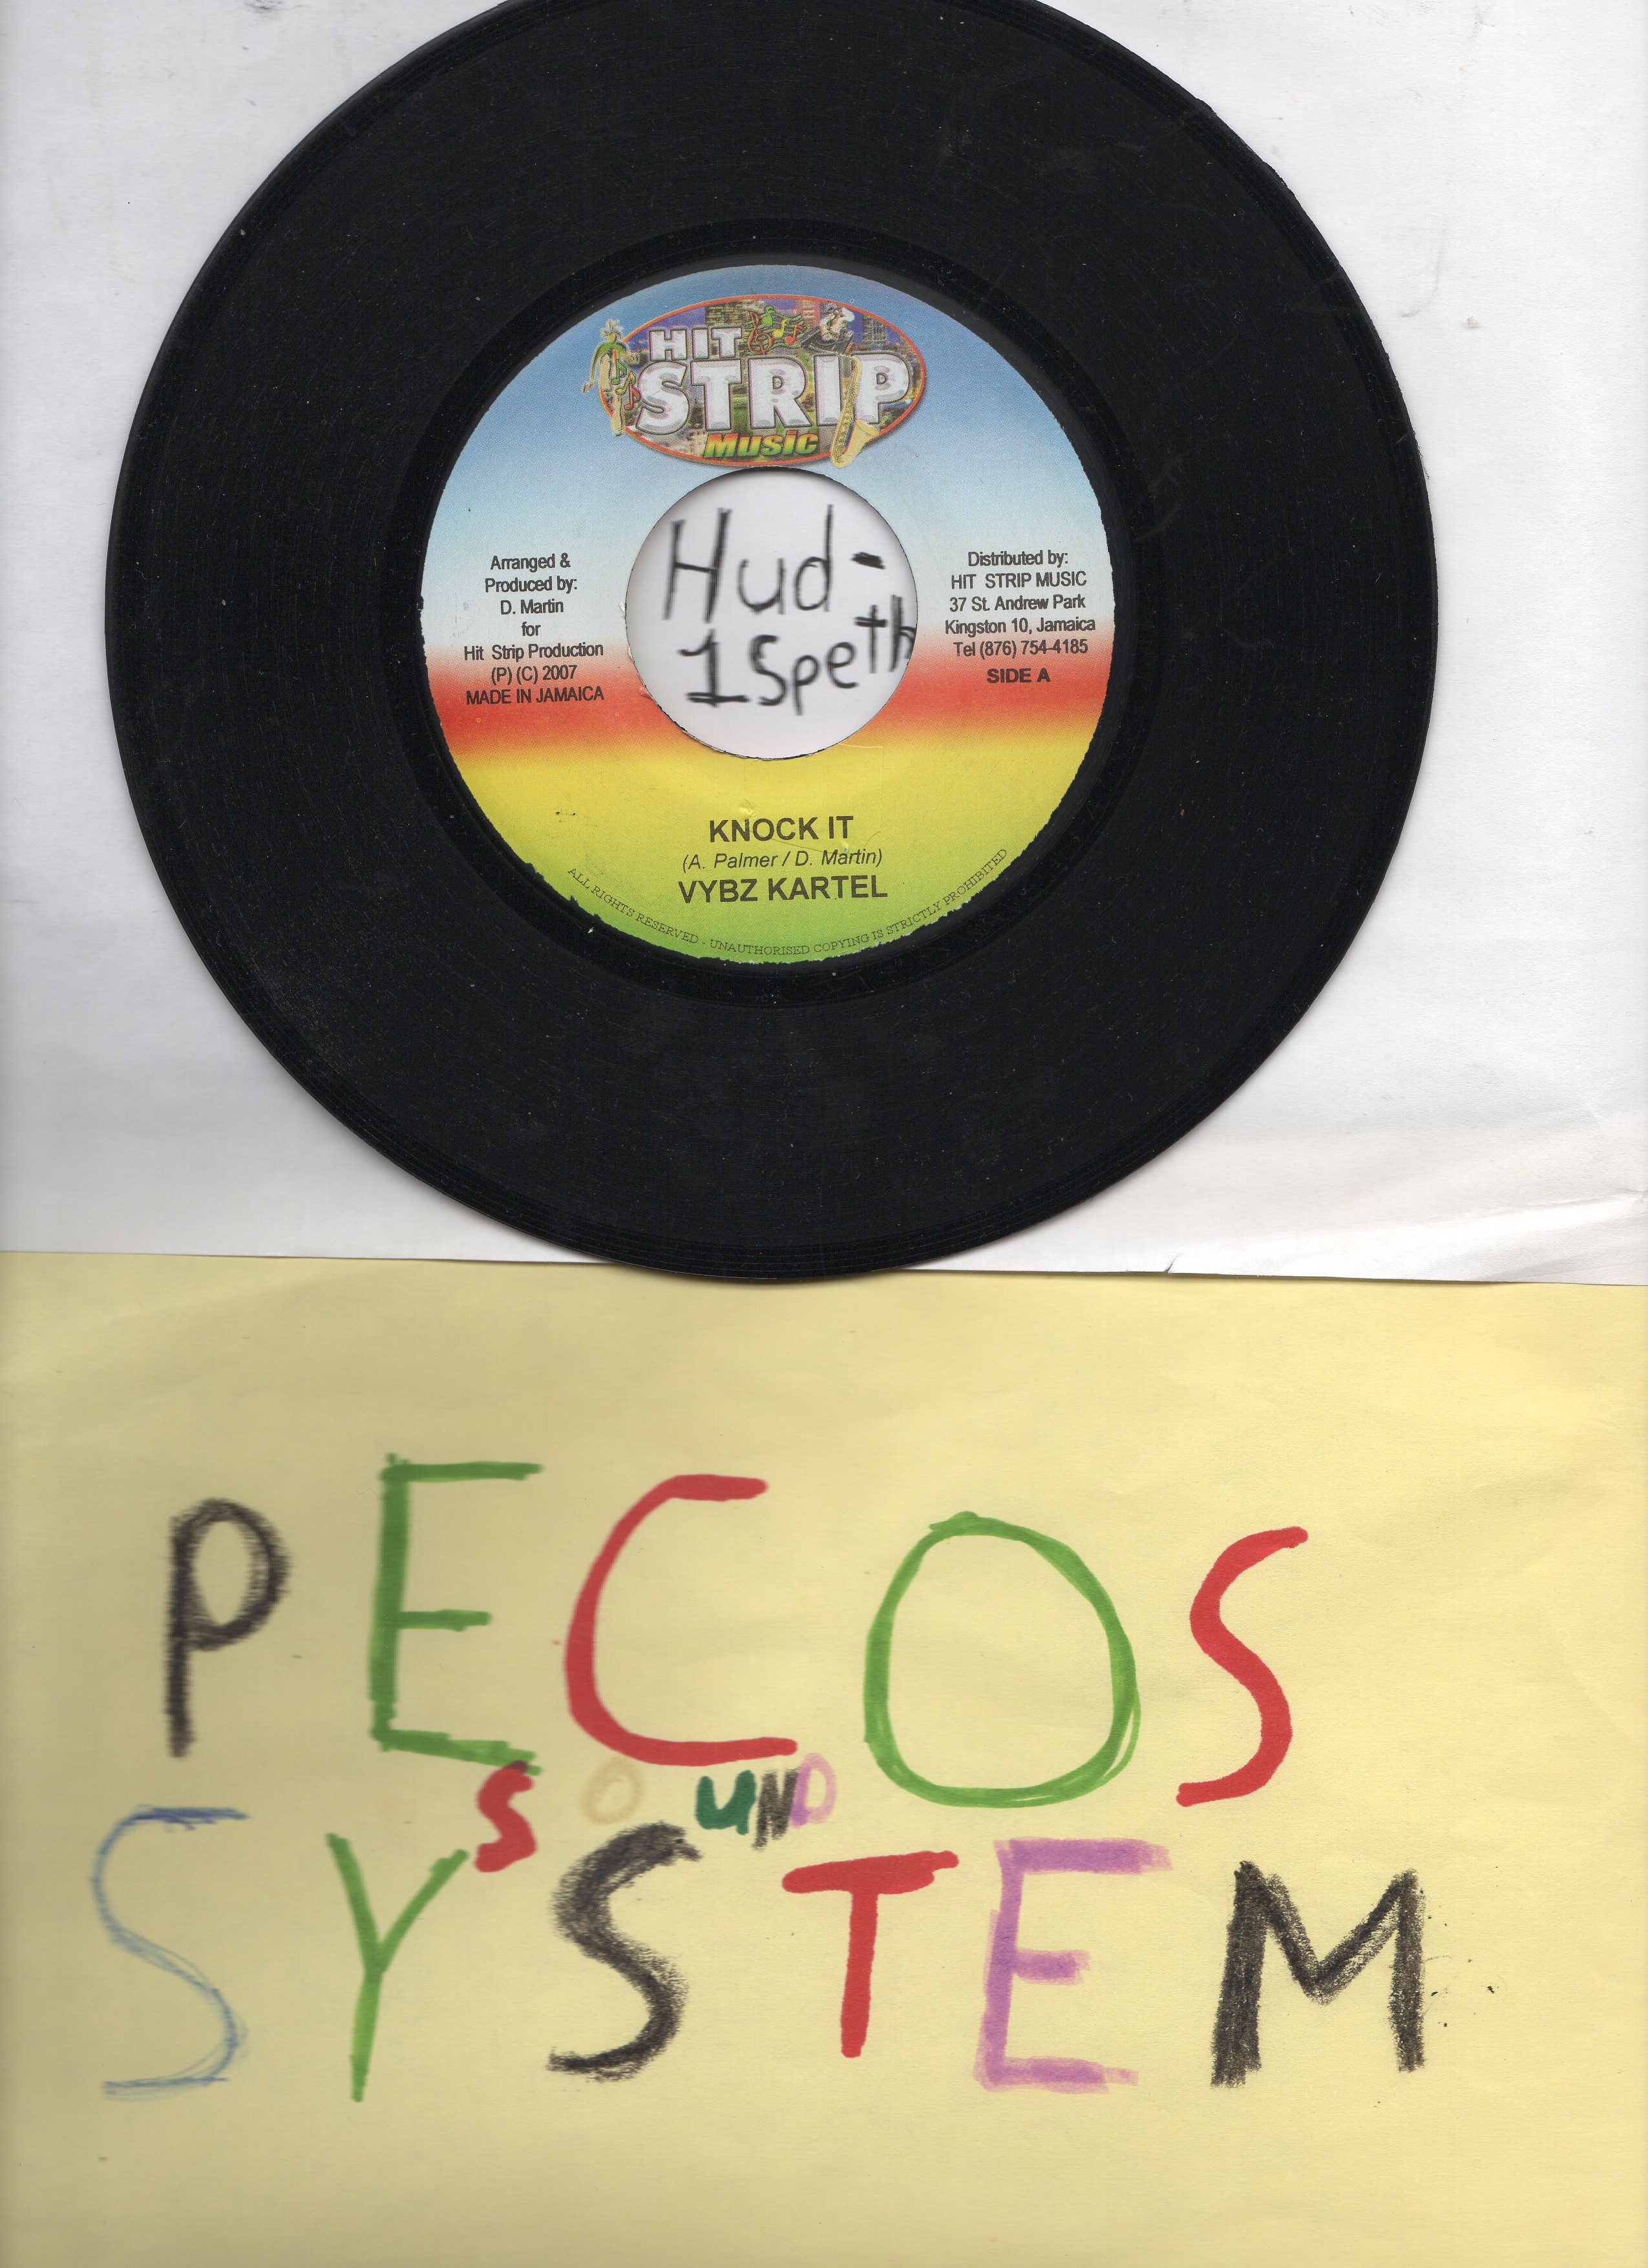 HIT
STRIP
Music
Arranged &
Produced by:
D. Martin
for
Hit Strip Production
(P) (C) 2007
MADE IN JAMAICA
Hud-
1Speth
Distributed by:
HIT STRIP MUSIC
37 St. Andrew Park
Kingston 10, Jamaica
Tel (876) 754-4185
SIDE A
KNOCK IT
(A. Palmer / D. Martin)
VYBZ KARTEL
ALL RIGHTS RESERVED - UNAUTHORISED COPYING IS STRICTLY PROHIBITED
PECOS
SOUND
SYSTEM